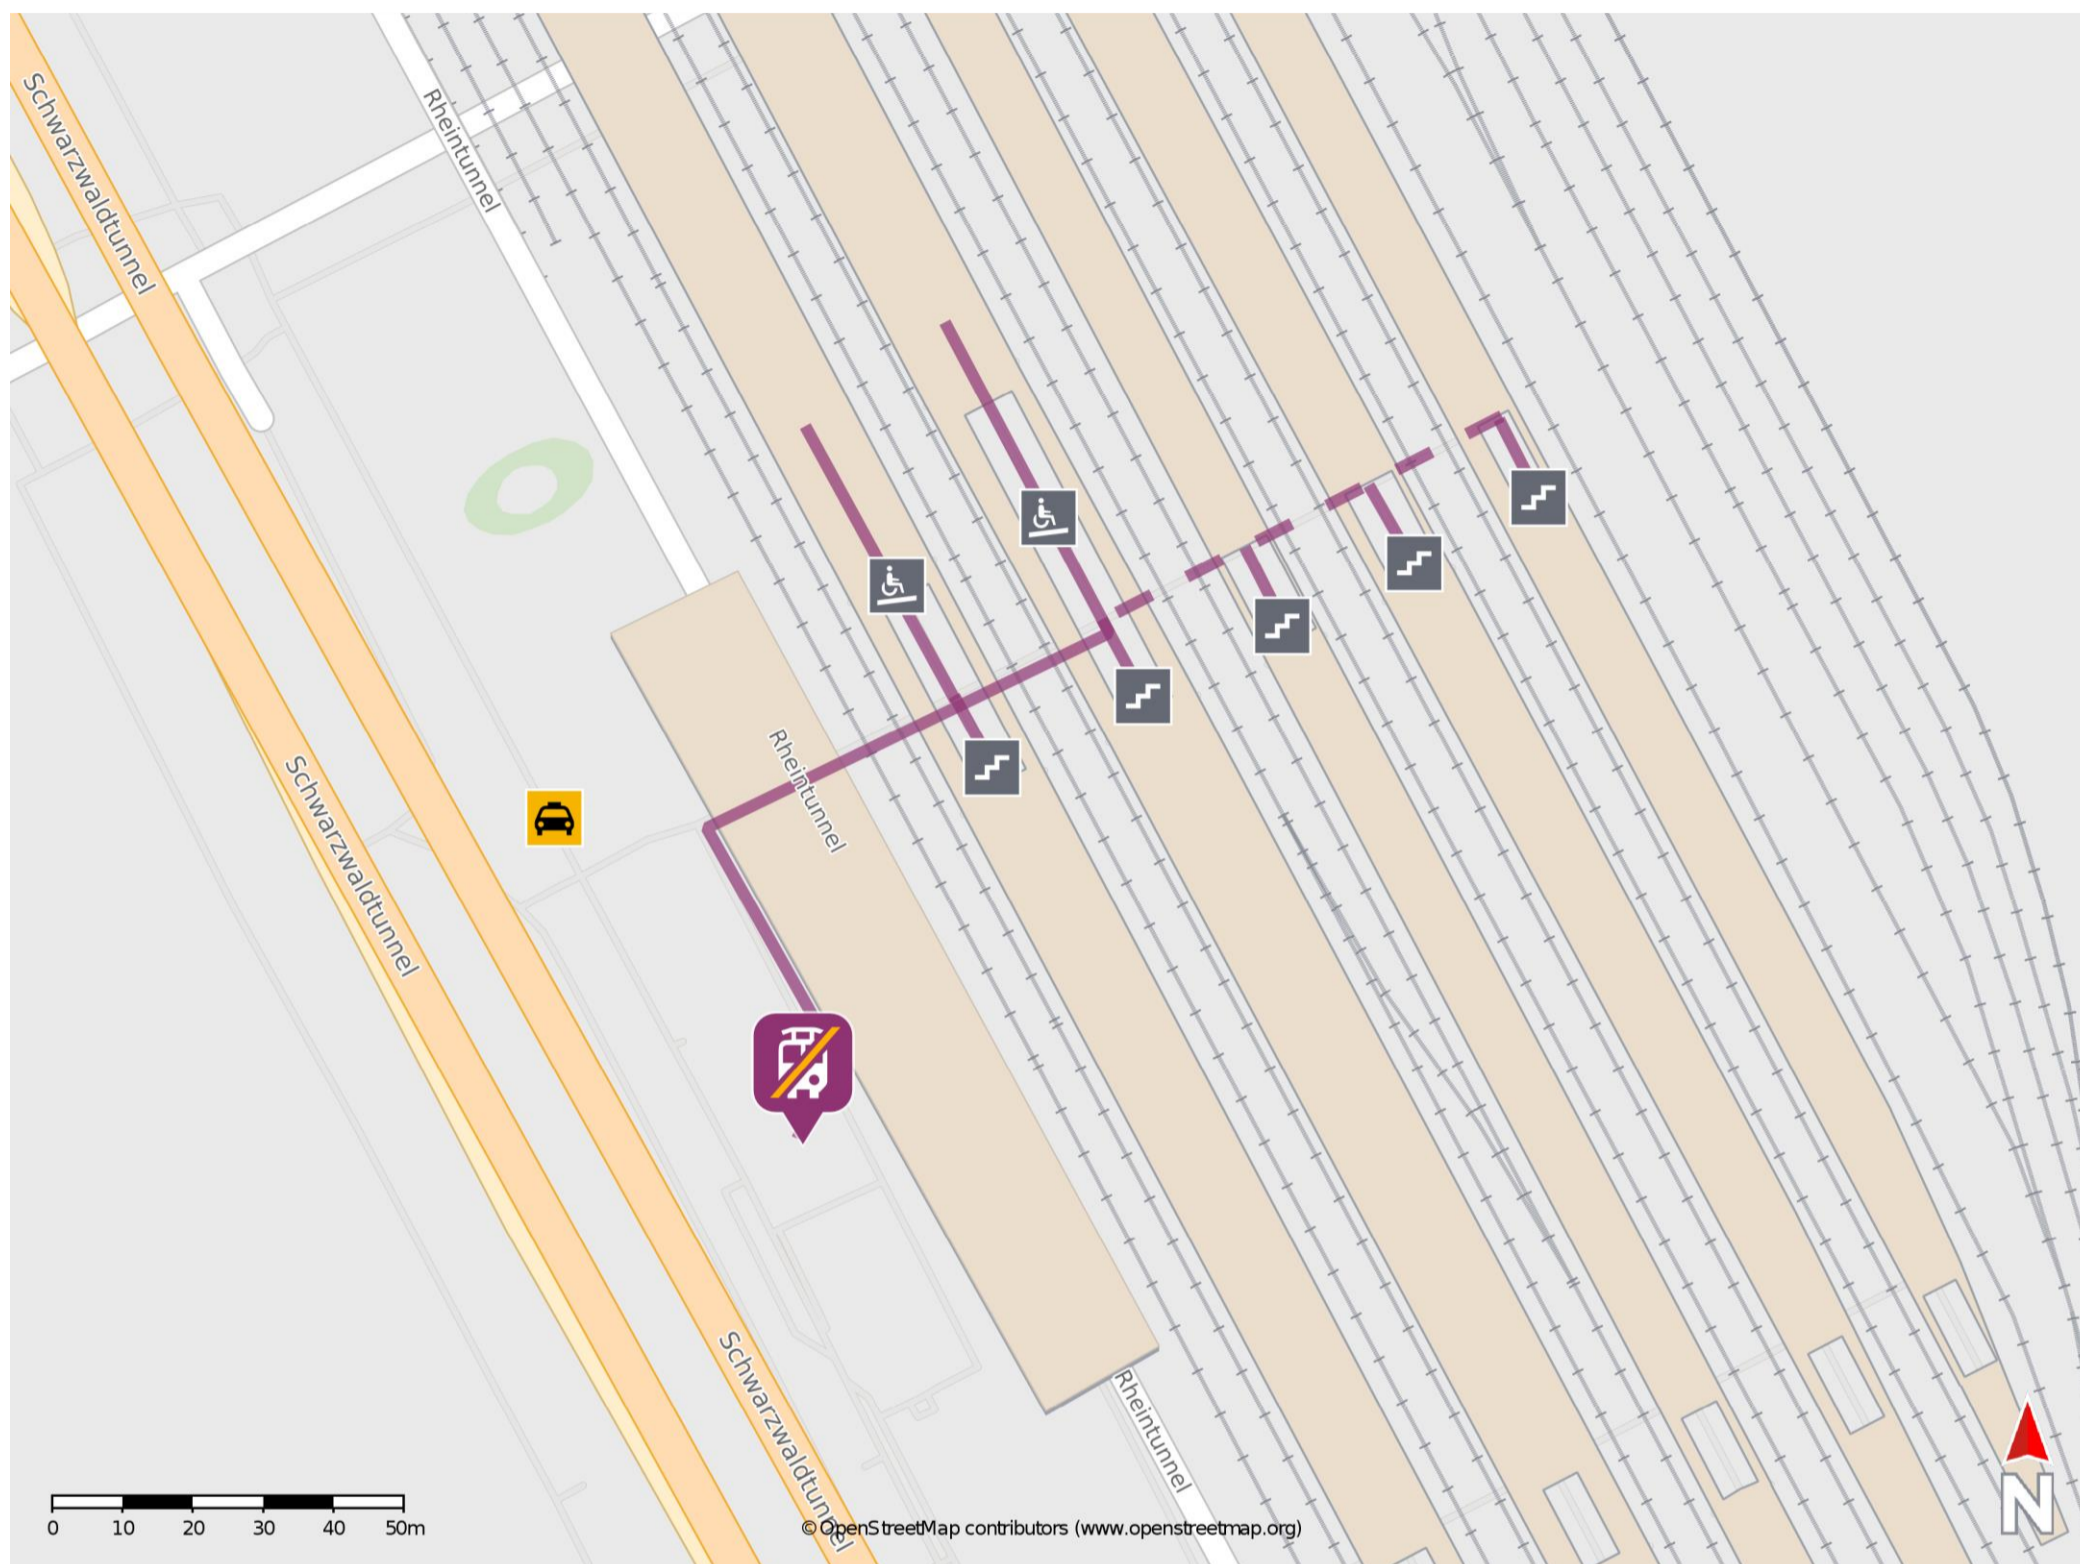 Schwarzwaldtunnel
Rheintunnel
Rheintunnel
Schwarzwaldtunnel
Schwarzwaldtunnel
Rheintunnel
0 10 20 30 40 50m
© OpenStreetMap contributors (www.openstreetmap.org)
N